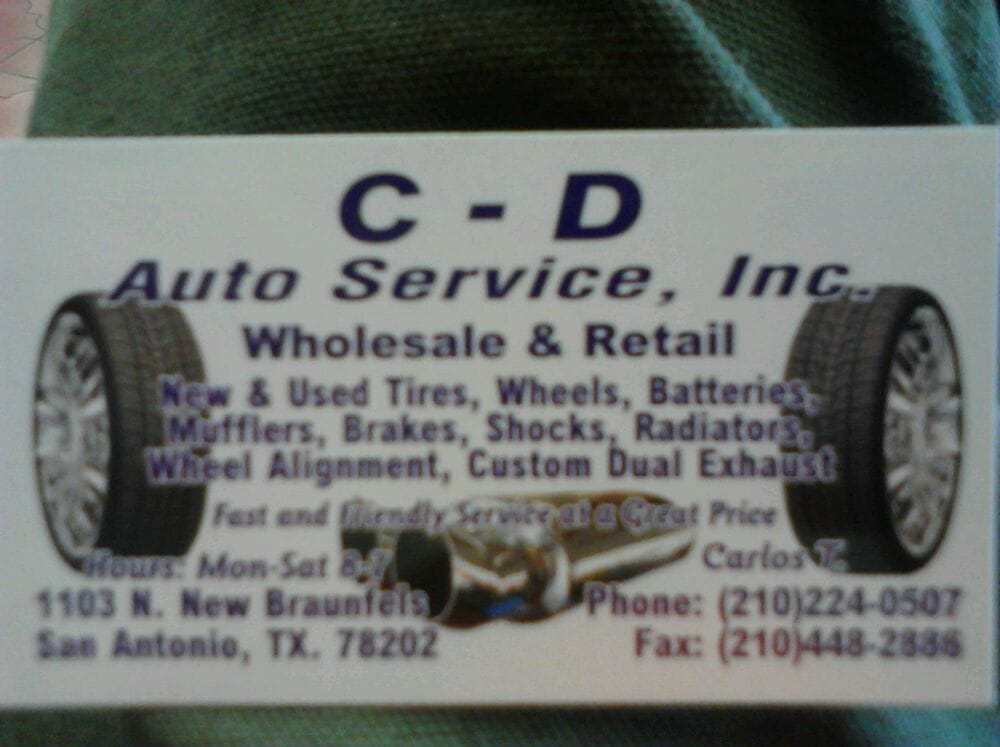 C - D
Auto Service, Inc.
Wholesale & Retail
New & Used Tires, Wheels, Batteries,
Mufflers, Brakes, Shocks, Radiators,
Wheel Alignment, Custom Dual Exhaust
Fast and friendly Service at a Great Price
Hours: Mon-Sat 8-7
Carlos T.
1103 N. New Braunfels
Phone: (210)224-0507
San Antonio, TX. 78202
Fax: (210)448-2886